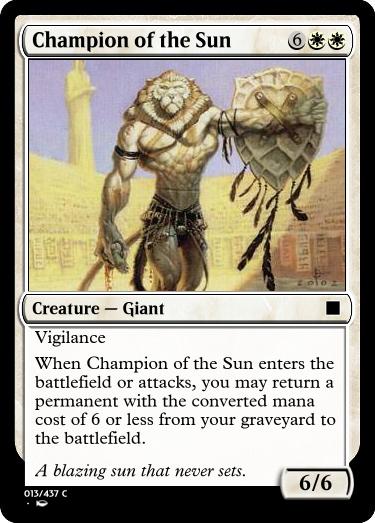 Champion of the Sun 6
Creature — Giant
Vigilance
When Champion of the Sun enters the
battlefield or attacks, you may return a
permanent with the converted mana
cost of 6 or less from your graveyard to
the battlefield.
A blazing sun that never sets.
6/6
013/437 C